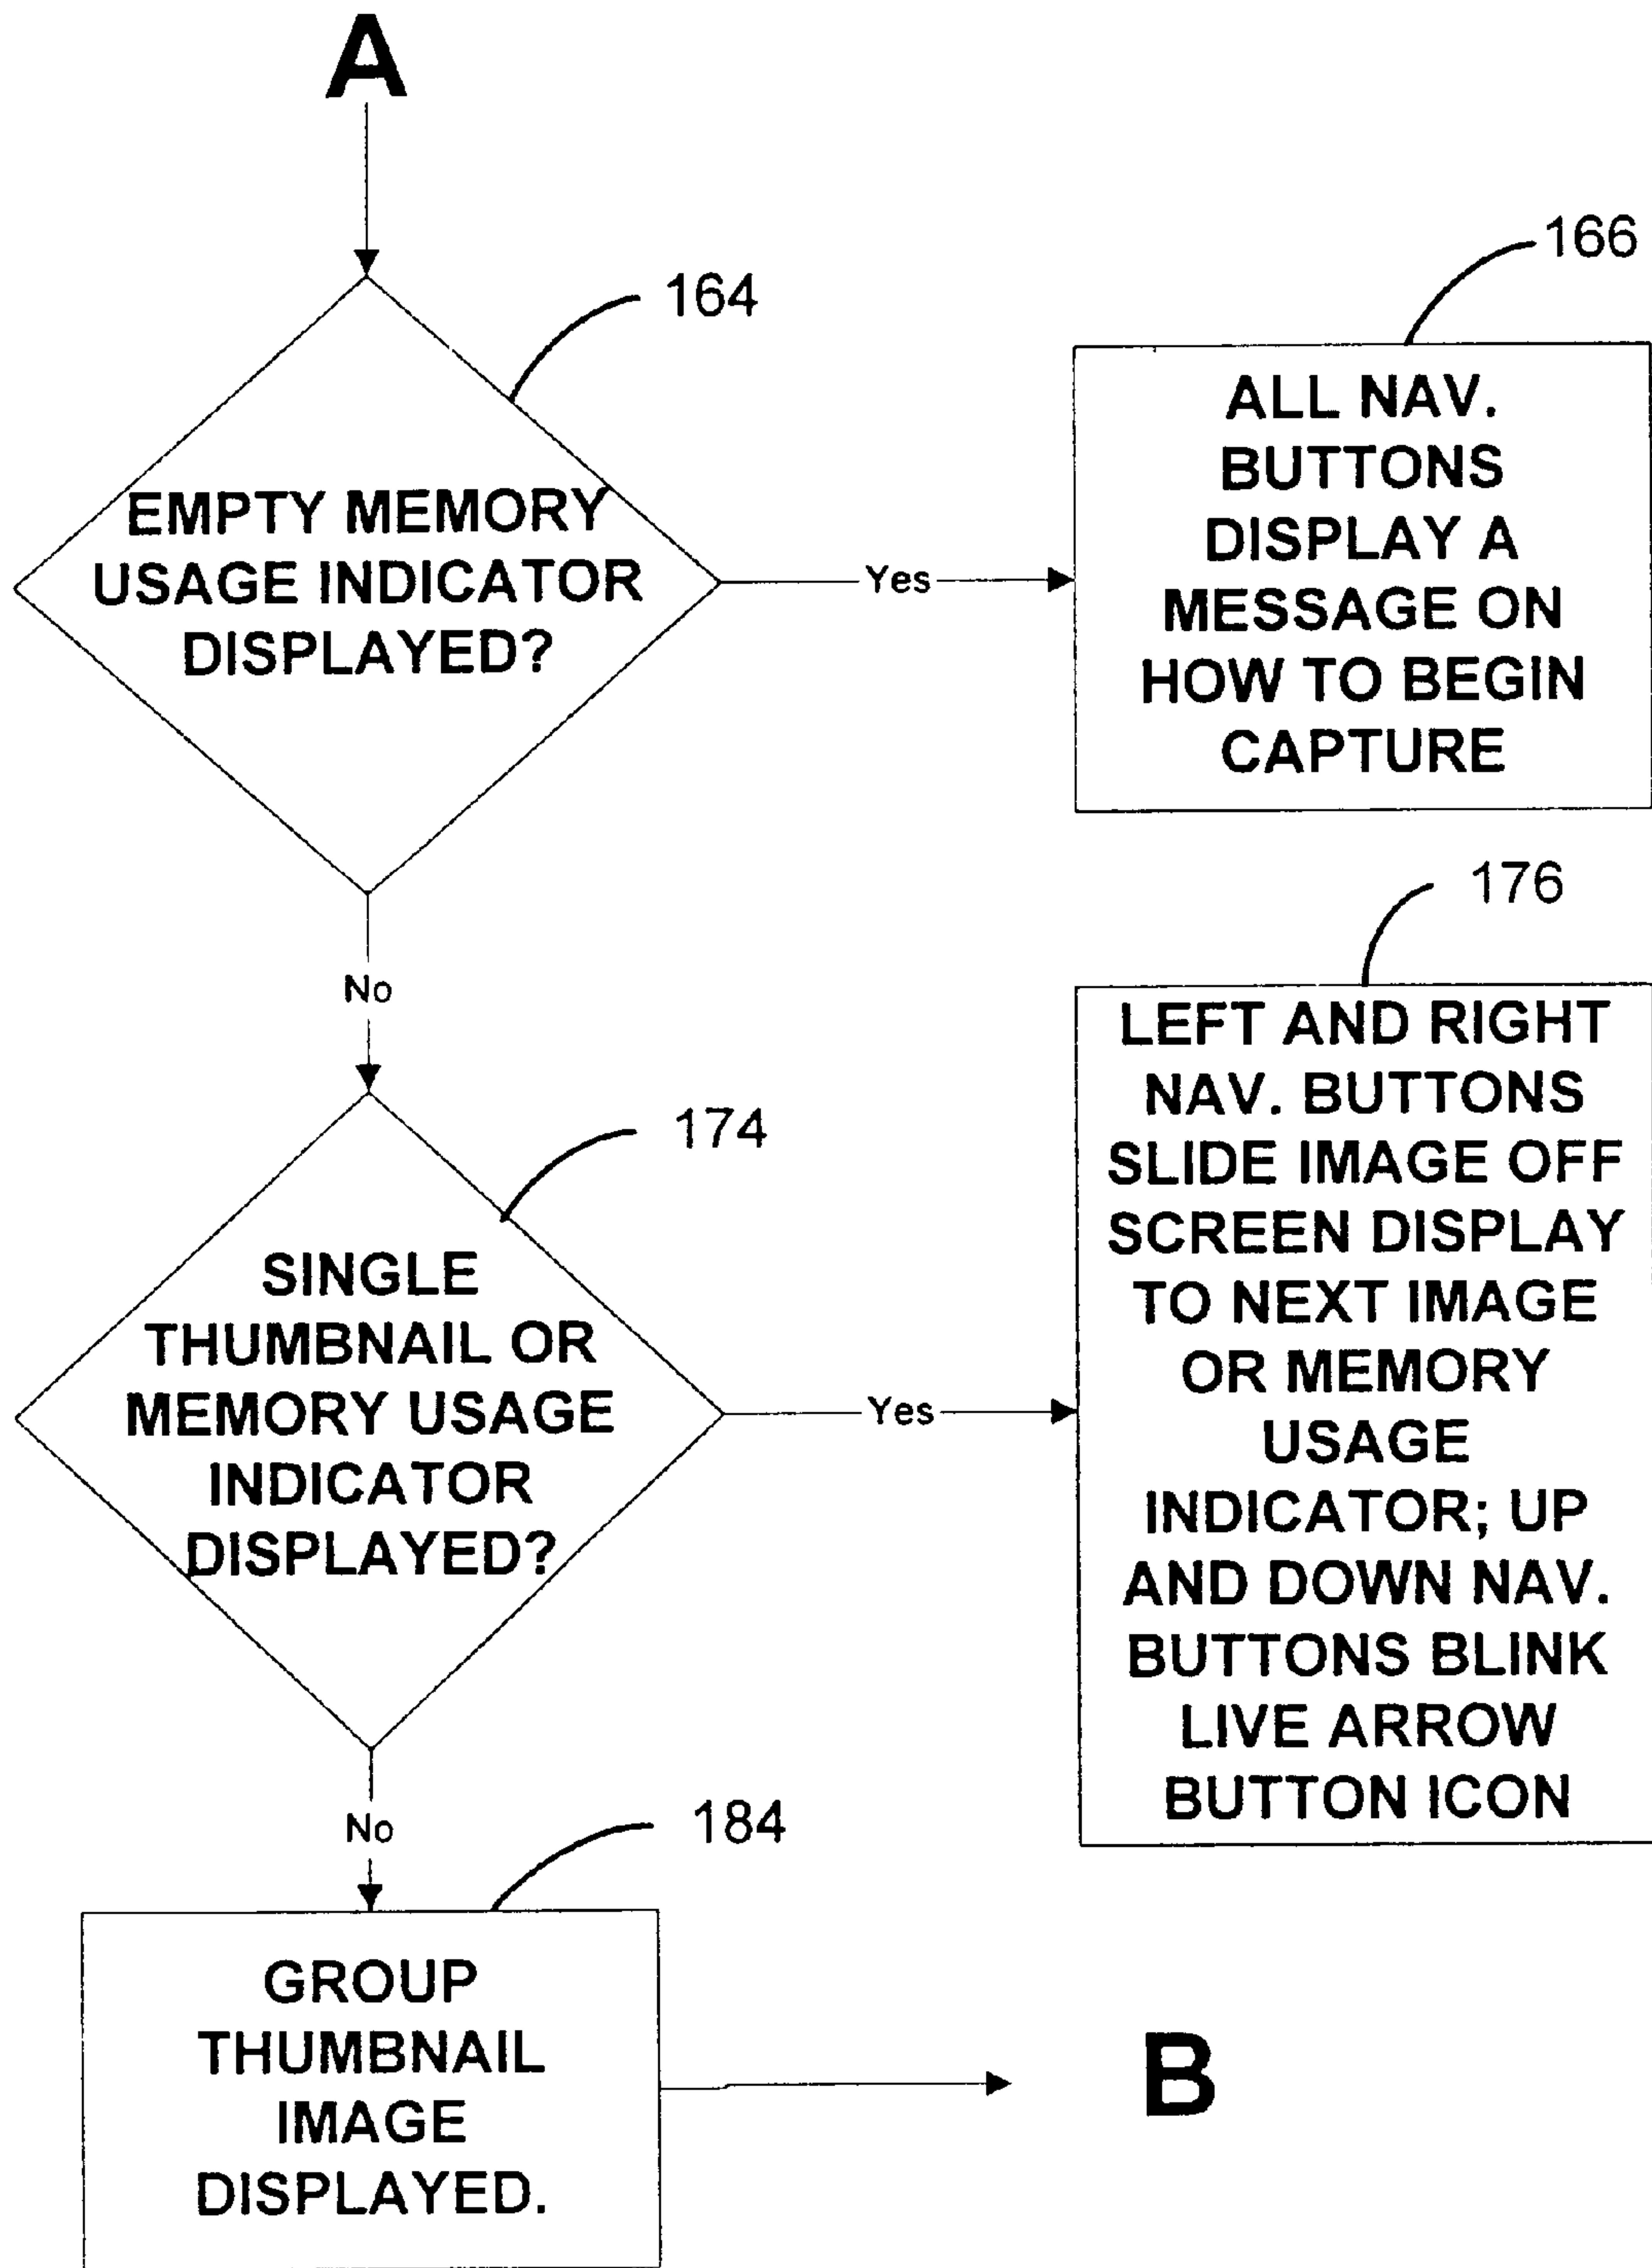 A
164
EMPTY MEMORY
USAGE INDICATOR
DISPLAYED?
Yes
166
ALL NAV.
BUTTONS
DISPLAY A
MESSAGE ON
HOW TO BEGIN
CAPTURE
No
174
SINGLE
THUMBNAIL OR
MEMORY USAGE
INDICATOR
DISPLAYED?
Yes
176
LEFT AND RIGHT
NAV. BUTTONS
SLIDE IMAGE OFF
SCREEN DISPLAY
TO NEXT IMAGE
OR MEMORY
USAGE
INDICATOR; UP
AND DOWN NAV.
BUTTONS BLINK
LIVE ARROW
BUTTON ICON
No
184
GROUP
THUMBNAIL
IMAGE
DISPLAYED.
B